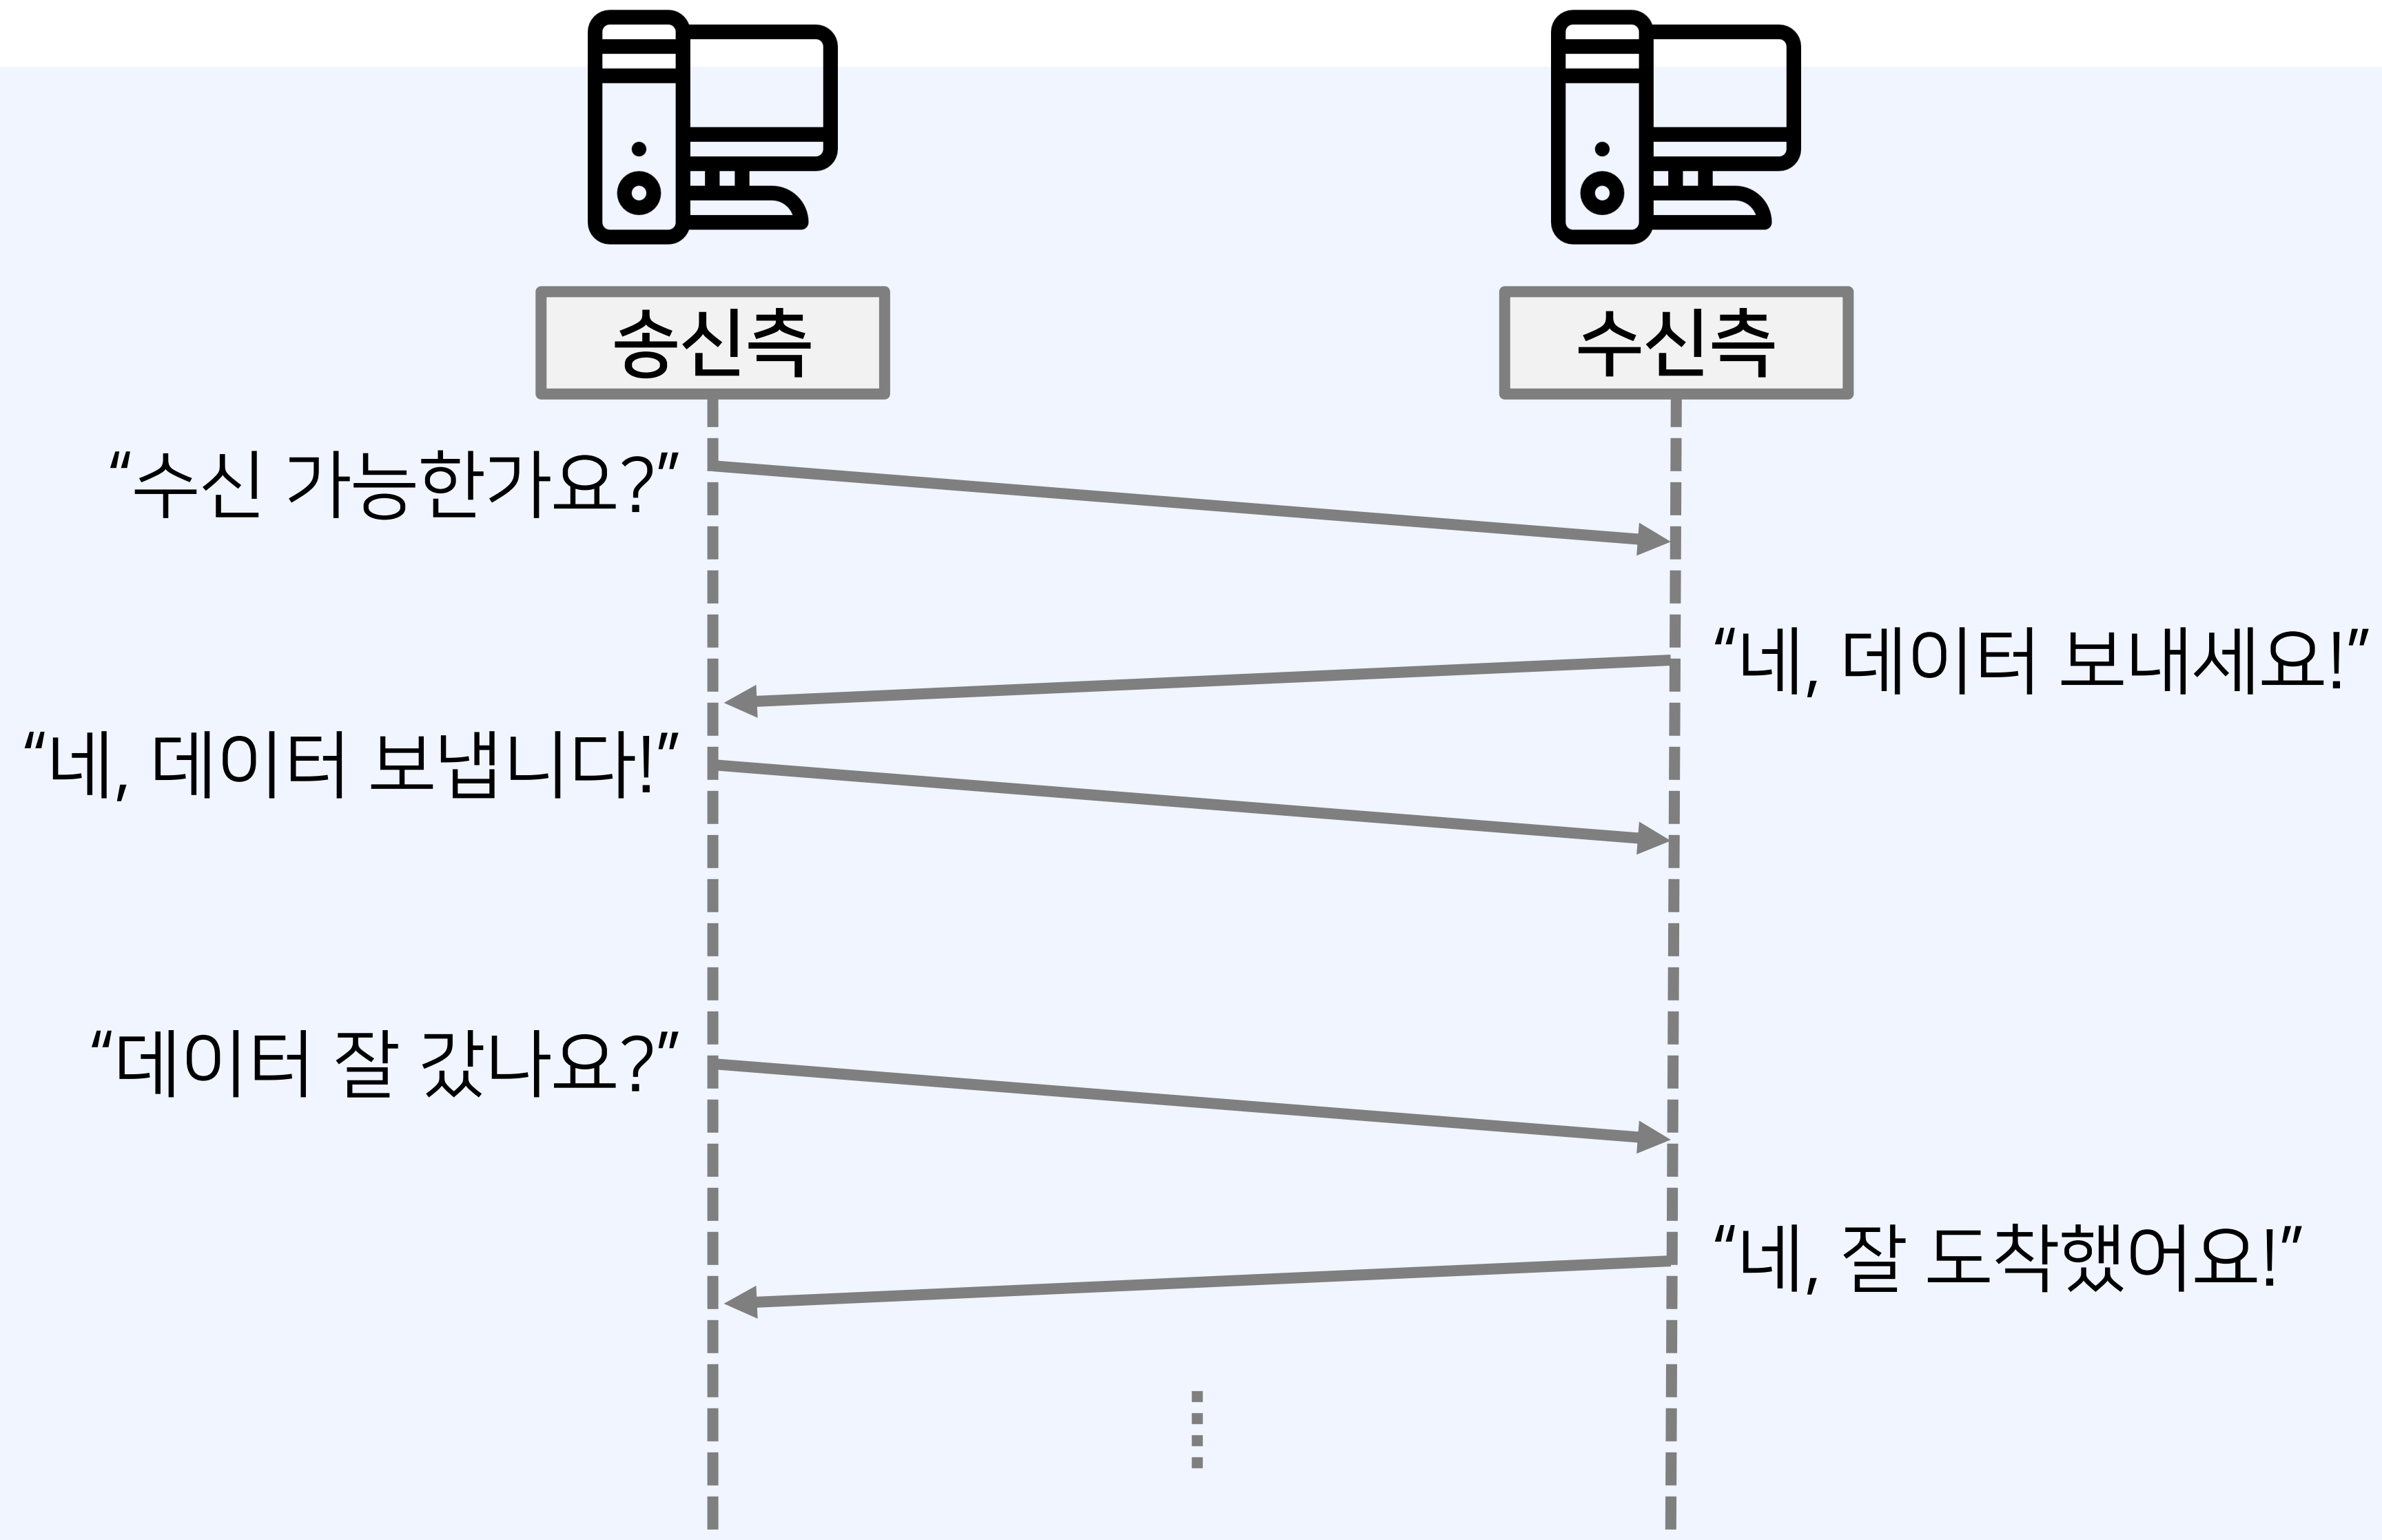 송신측
수신측
“수신 가능한가요?”
“네, 데이터 보내세요!”
“네, 데이터 보냅니다!”
“데이터 잘 갔나요?”
“네, 잘 도착했어요!”